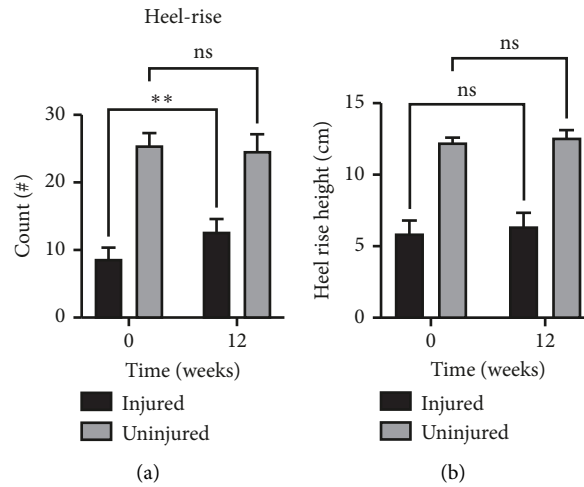 Heel-rise
ns
**
30
20
10
0
Count (#)
0 12
Time (weeks)
Injured
Uninjured
(a)
ns
ns
15
10
5
0
Heel rise height (cm)
0 12
Time (weeks)
Injured
Uninjured
(b)